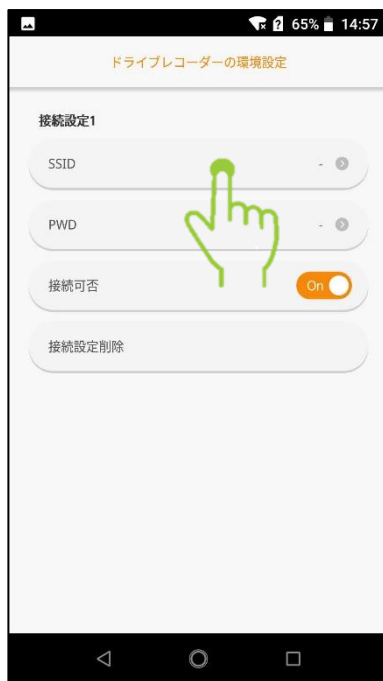 65% 14:57
ドライブレコーダーの環境設定
接続設定1
SSID -
PWD -
接続可否 On
接続設定削除